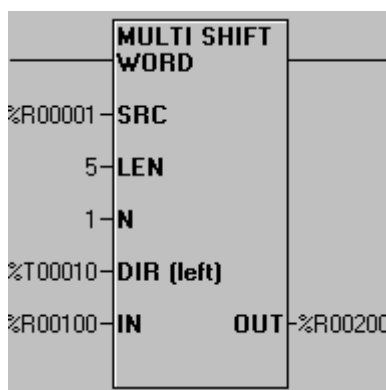 MULTI SHIFT
WORD
%R00001 SRC
5 LEN
1 N
%T00010 DIR (left)
%R00100 IN OUT %R00200